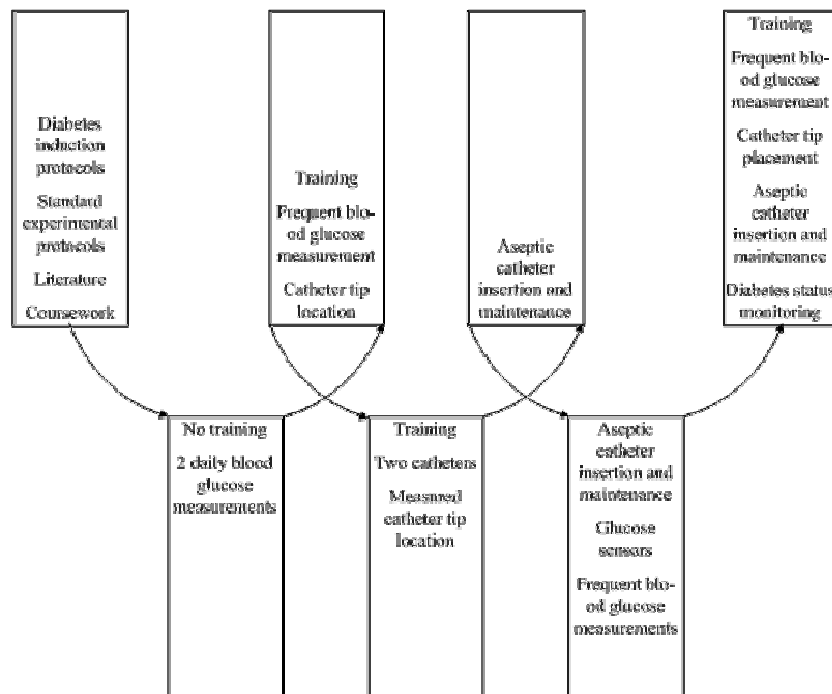 Diabetes
induction
protocols
Standard
experimental
protocols
Literature
Coursework
Training
Frequent blo-
od glucose
measurement
Catheter tip
location
Aseptic
catheter
insertion and
maintenance
Training
Frequent blo-
od glucose
measurement
Catheter tip
placement
Aseptic
catheter
insertion and
maintenance
Diabetes status
monitoring
No training
2 daily blood
glucose
measurements
Training
Two catheters
Measured
catheter tip
location
Aseptic
catheter
insertion and
maintenance
Glucose
sensors
Frequent blo-
od glucose
measurements